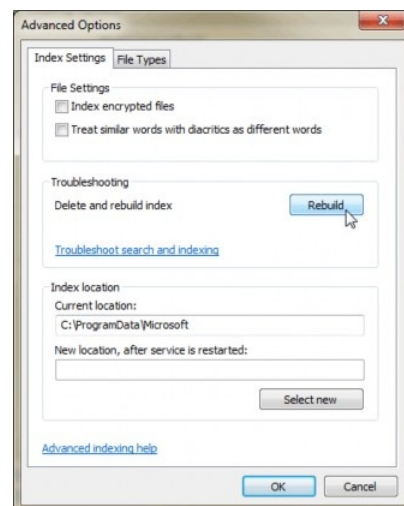 Advanced Options
Index Settings
File Types
File Settings
Index encrypted files
Treat similar words with diacritics as different words
Troubleshooting
Delete and rebuild index
Rebuild
Troubleshoot search and indexing
Index location
Current location:
C:\ProgramData\Microsoft
New location, after service is restarted:
Select new
Advanced indexing help
OK
Cancel